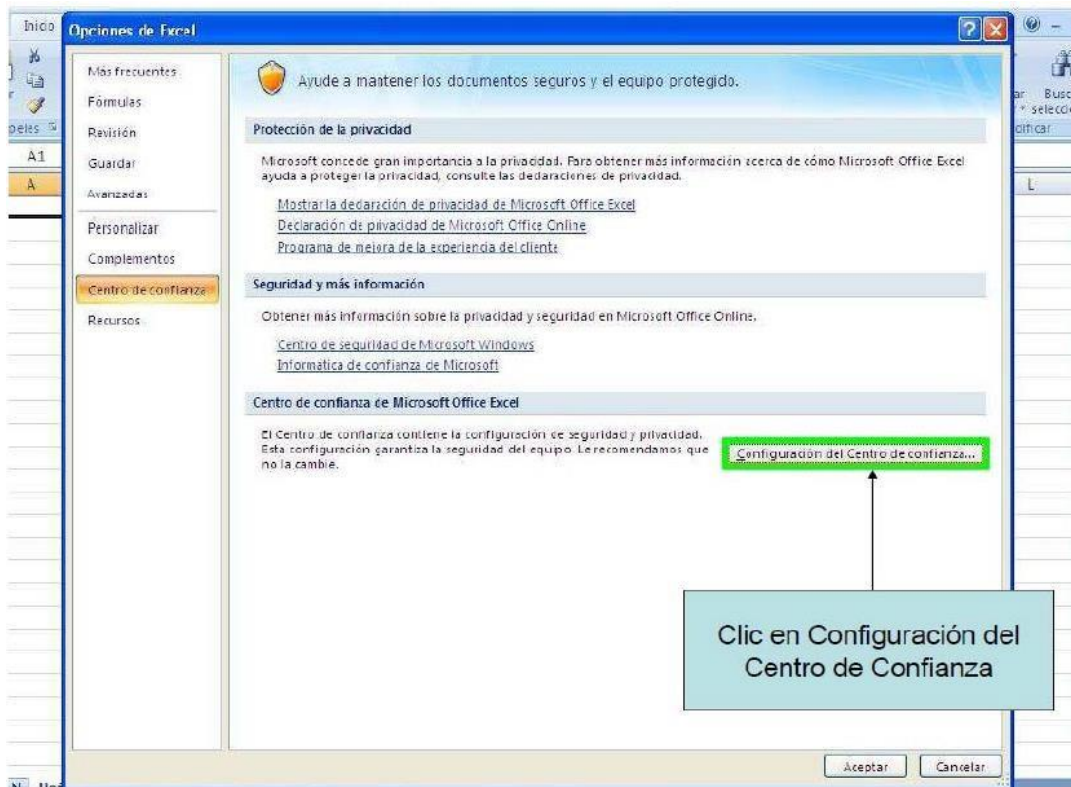 Inicio
Opciones de Excel
Más frecuentes
Fórmulas
Revisión
Guardar
Avanzadas
Personalizar
Complementos
Centro de confianza
Recursos
Ayude a mantener los documentos seguros y el equipo protegido.
Protección de la privacidad
Microsoft concede gran importancia a la privacidad. Para obtener más información acerca de cómo Microsoft Office Excel
ayuda a proteger la privacidad, consulte las declaraciones de privacidad.
Mostrar la declaración de privacidad de Microsoft Office Excel
Declaración de privacidad de Microsoft Office Online
Programa de mejora de la experiencia del cliente
Seguridad y más información
Obtener más información sobre la privacidad y seguridad en Microsoft Office Online.
Centro de seguridad de Microsoft Windows
Informática de confianza de Microsoft
Centro de confianza de Microsoft Office Excel
El Centro de confianza contiene la configuración de seguridad y privacidad.
Esta configuración garantiza la seguridad del equipo. Le recomendamos que
no la cambie.
Configuración del Centro de confianza...
Clic en Configuración del
Centro de Confianza
Aceptar
Cancelar
A1
A
L